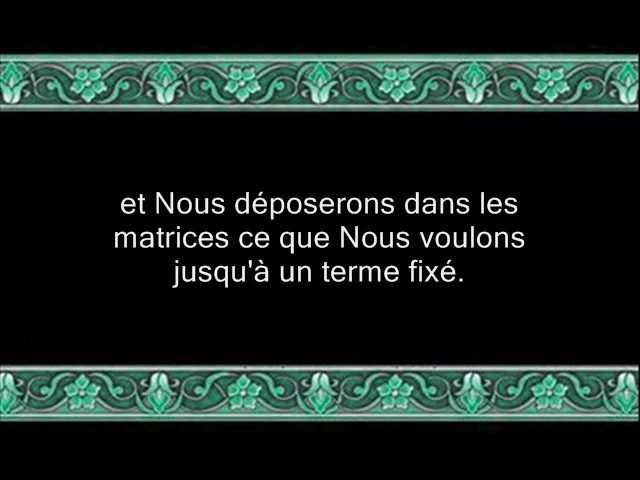 et Nous déposerons dans les
matrices ce que Nous voulons
jusqu'à un terme fixé.